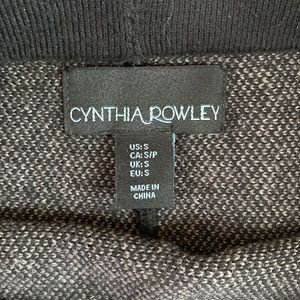 CYNTHIA ROWLEY
US:S
CA:S/P
UK:S
EU:S
MADE IN
CHINA